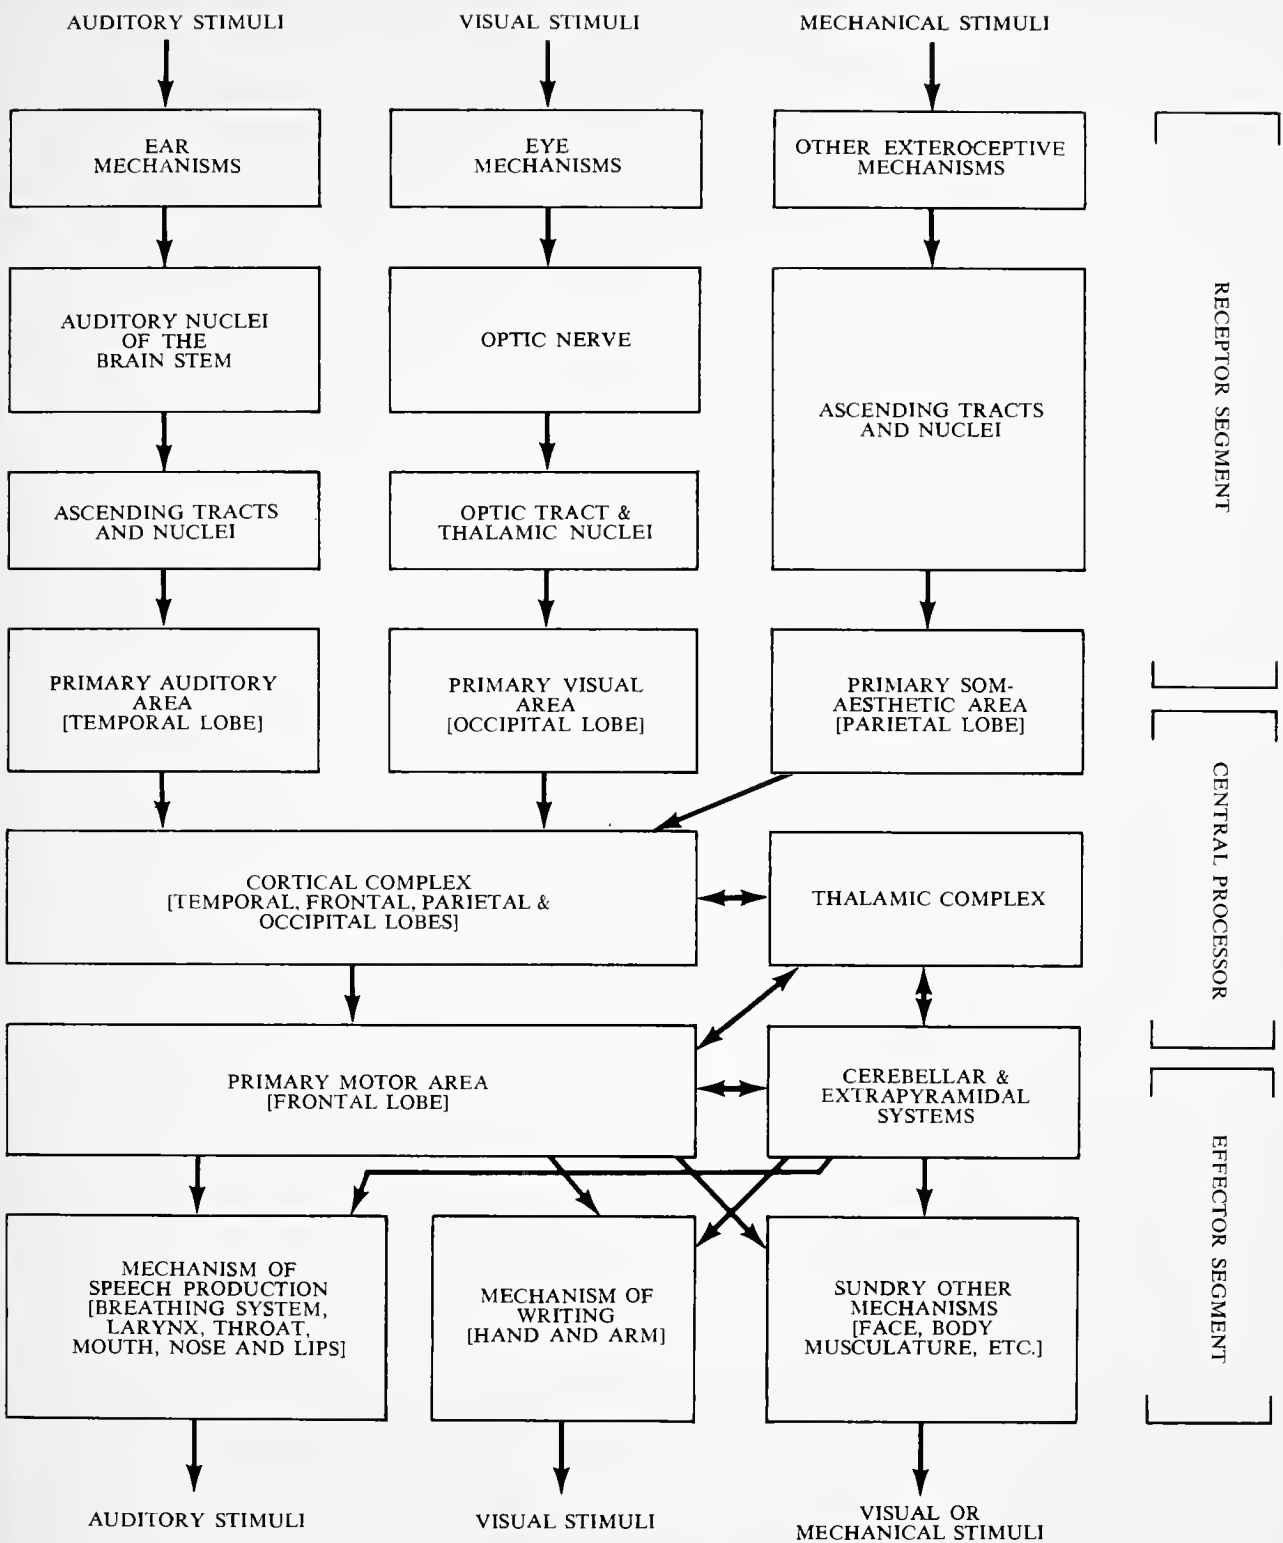 AUDITORY STIMULI
VISUAL STIMULI
MECHANICAL STIMULI
EAR
MECHANISMS
EYE
MECHANISMS
OTHER EXTEROCEPTIVE
MECHANISMS
AUDITORY NUCLEI
OF THE
BRAIN STEM
OPTIC NERVE
ASCENDING TRACTS
AND NUCLEI
ASCENDING TRACTS
AND NUCLEI
OPTIC TRACT &
THALAMIC NUCLEI
RECEPTOR SEGMENT
PRIMARY AUDITORY
AREA
[TEMPORAL LOBE]
PRIMARY VISUAL
AREA
[OCCIPITAL LOBE]
PRIMARY SOM-
AESTHETIC AREA
[PARIETAL LOBE]
CORTICAL COMPLEX
[TEMPORAL, FRONTAL, PARIETAL &
OCCIPITAL LOBES]
THALAMIC COMPLEX
CENTRAL PROCESSOR
PRIMARY MOTOR AREA
[FRONTAL LOBE]
CEREBELLAR &
EXTRAPYRAMIDAL
SYSTEMS
MECHANISM OF
SPEECH PRODUCTION
[BREATHING SYSTEM,
LARYNX, THROAT,
MOUTH, NOSE AND LIPS]
MECHANISM OF
WRITING
[HAND AND ARM]
SUNDRY OTHER
MECHANISMS
[FACE, BODY
MUSCULATURE, ETC.]
EFFECTOR SEGMENT
AUDITORY STIMULI
VISUAL STIMULI
VISUAL OR
MECHANICAL STIMULI